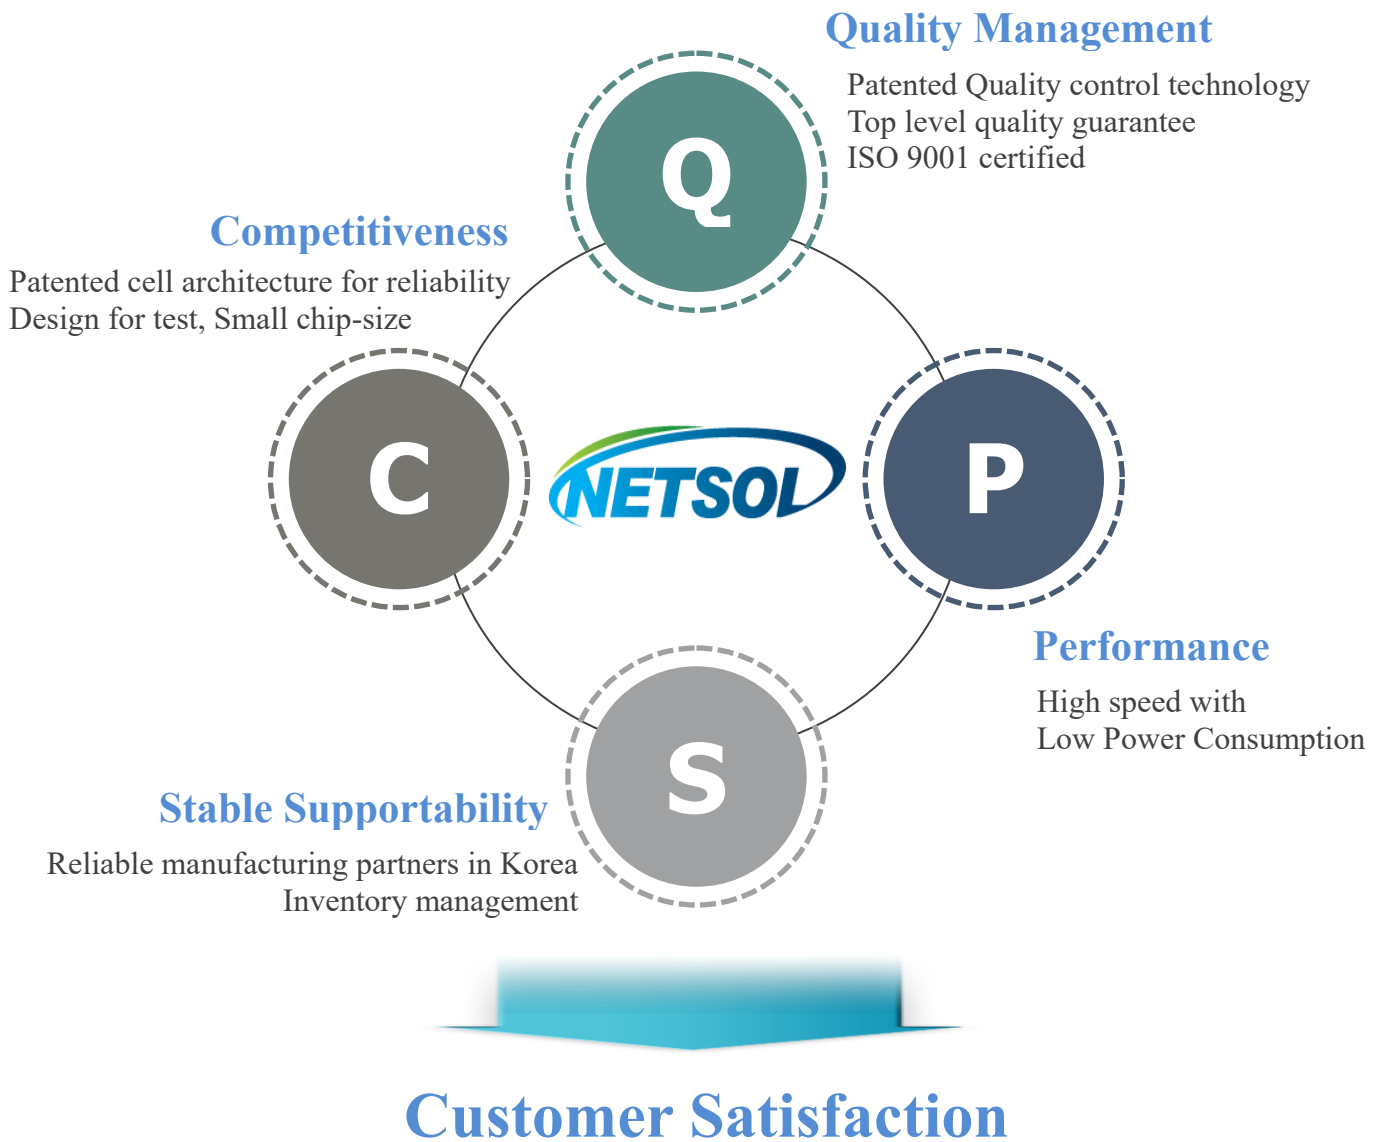 Quality Management
Patented Quality control technology
Top level quality guarantee
ISO 9001 certified
Q
Competitiveness
Patented cell architecture for reliability
Design for test, Small chip-size
C
NETSOL
P
Performance
High speed with
Low Power Consumption
S
Stable Supportability
Reliable manufacturing partners in Korea
Inventory management
Customer Satisfaction